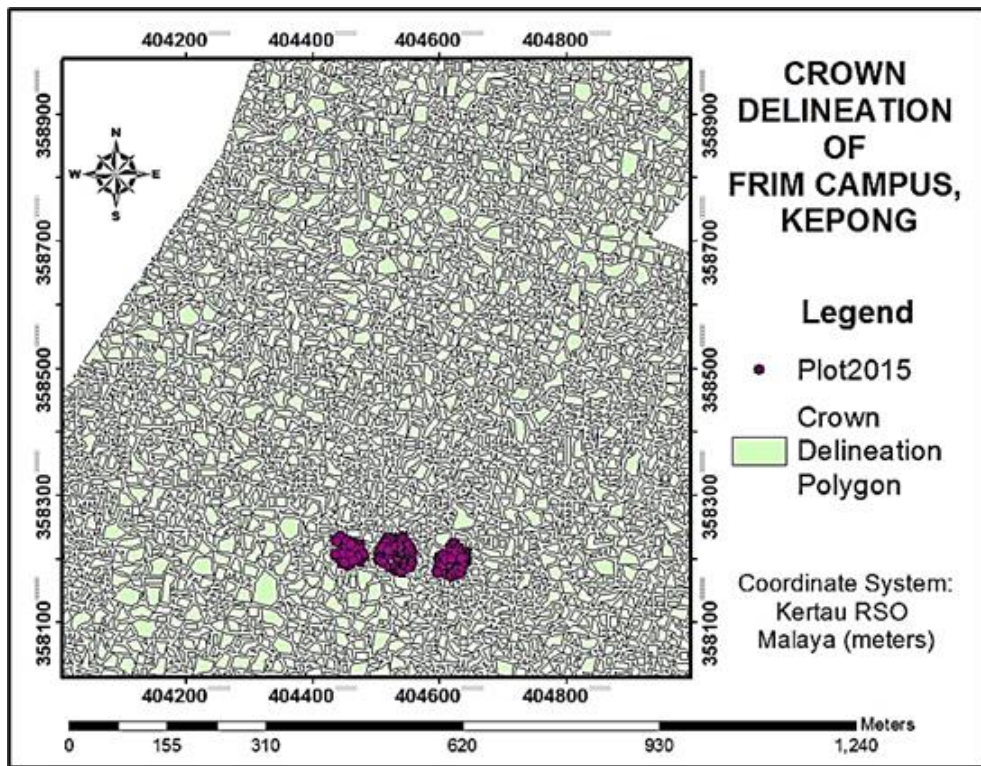 404200 404400 404600 404800
358900
358700
358500
358300
358100
N
W E
S
358900
358700
358500
358300
358100
404200 404400 404600 404800
CROWN
DELINEATION
OF
FRIM CAMPUS,
KEPONG
Legend
Plot2015
Crown
Delineation
Polygon
Coordinate System:
Kertau RSO
Malaya (meters)
Meters
0 155 310 620 930 1,240